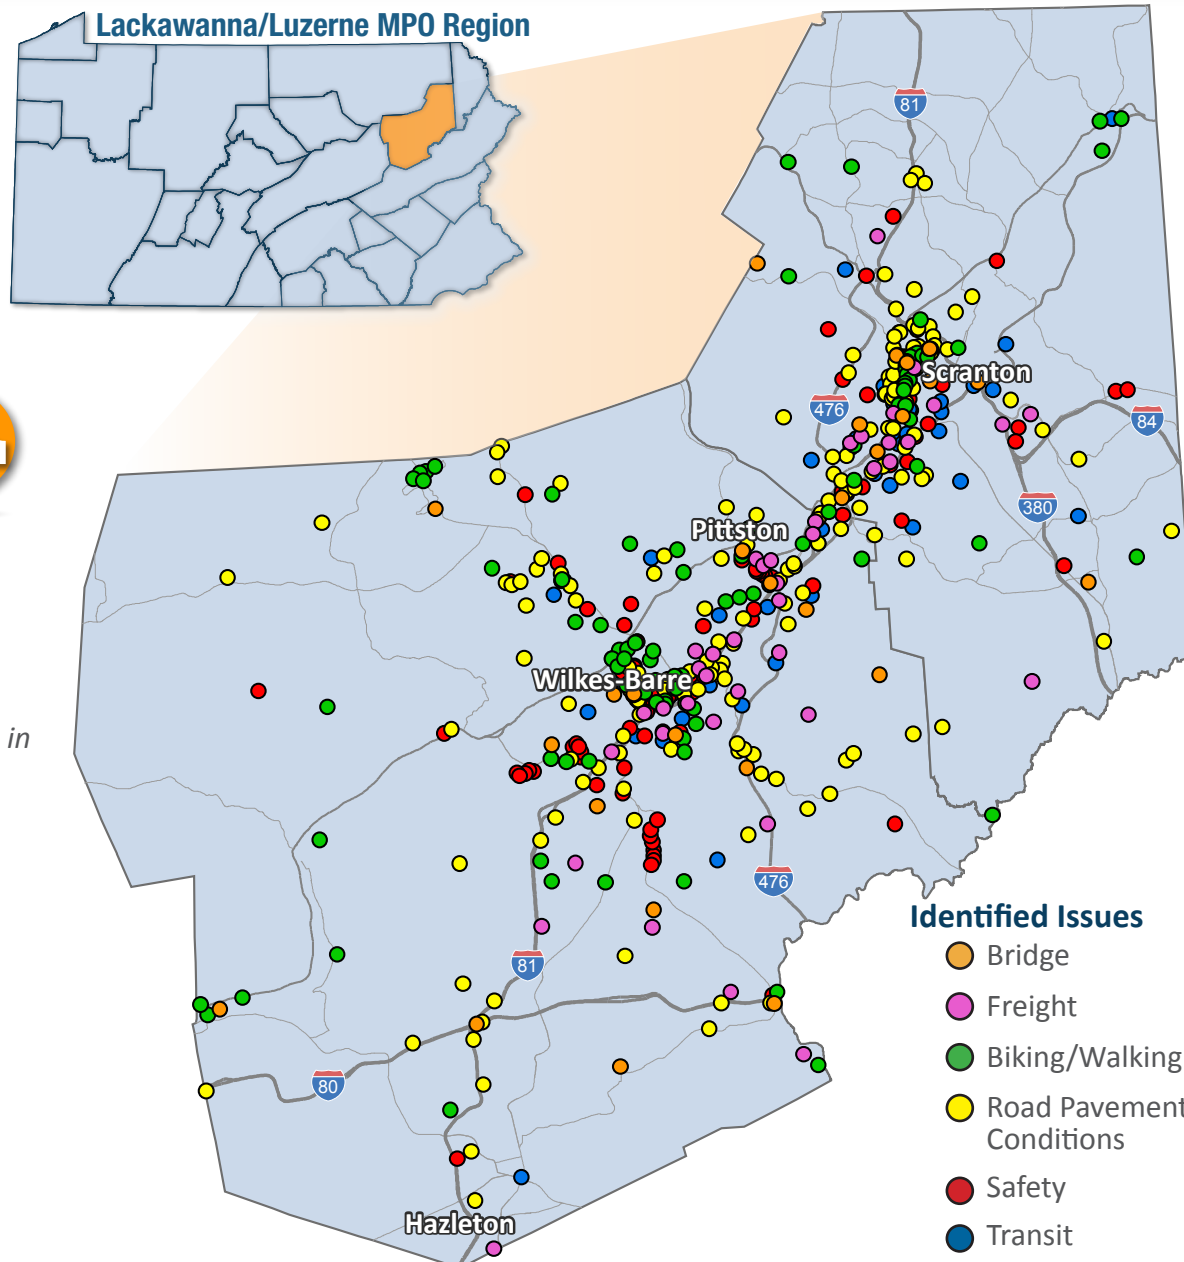 Lackawanna/Luzerne MPO Region
81
Scranton
476
84
380
Pittston
Wilkes-Barre
in
476
81
80
Hazleton
Identified Issues
Bridge
Freight
Biking/Walking
Road Pavement
Conditions
Safety
Transit